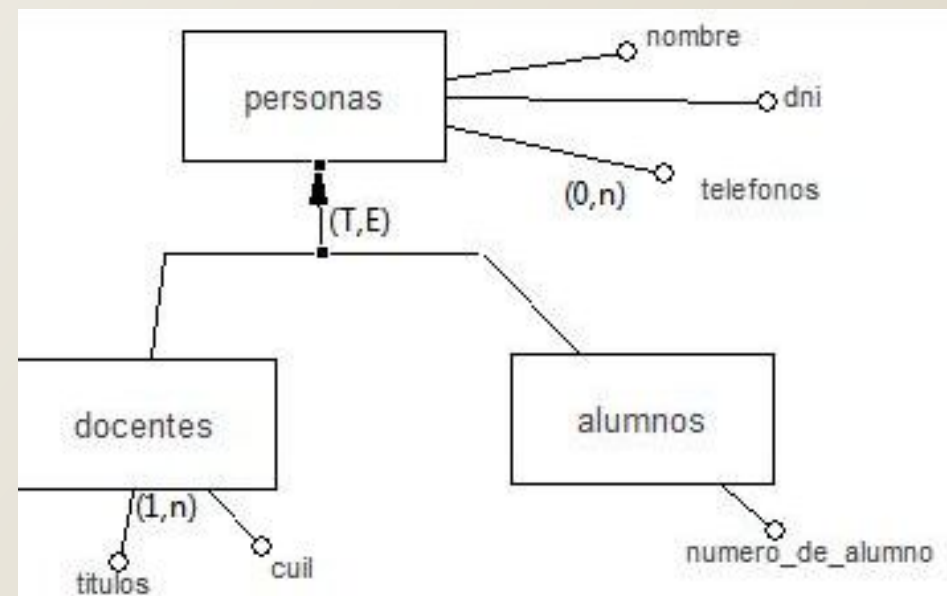 nombre
personas
dni
(0,n)
telefonos
(T,E)
docentes
alumnos
(1,n)
titulos
cuil
numero_de_alumno